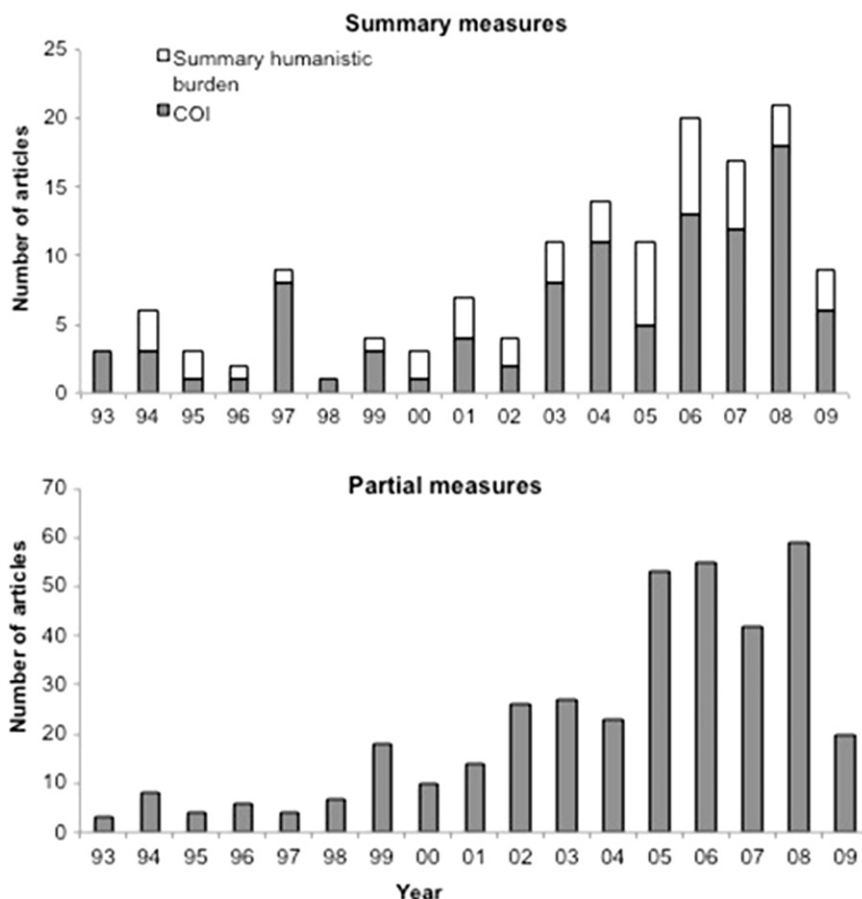 Summary measures
25
20
15
10
5
0
Number of articles
Summary humanistic
burden
COI
93 94 95 96 97 98 99 00 01 02 03 04 05 06 07 08 09
Partial measures
70
60
50
40
30
20
10
0
Number of articles
93 94 95 96 97 98 99 00 01 02 03 04 05 06 07 08 09
Year